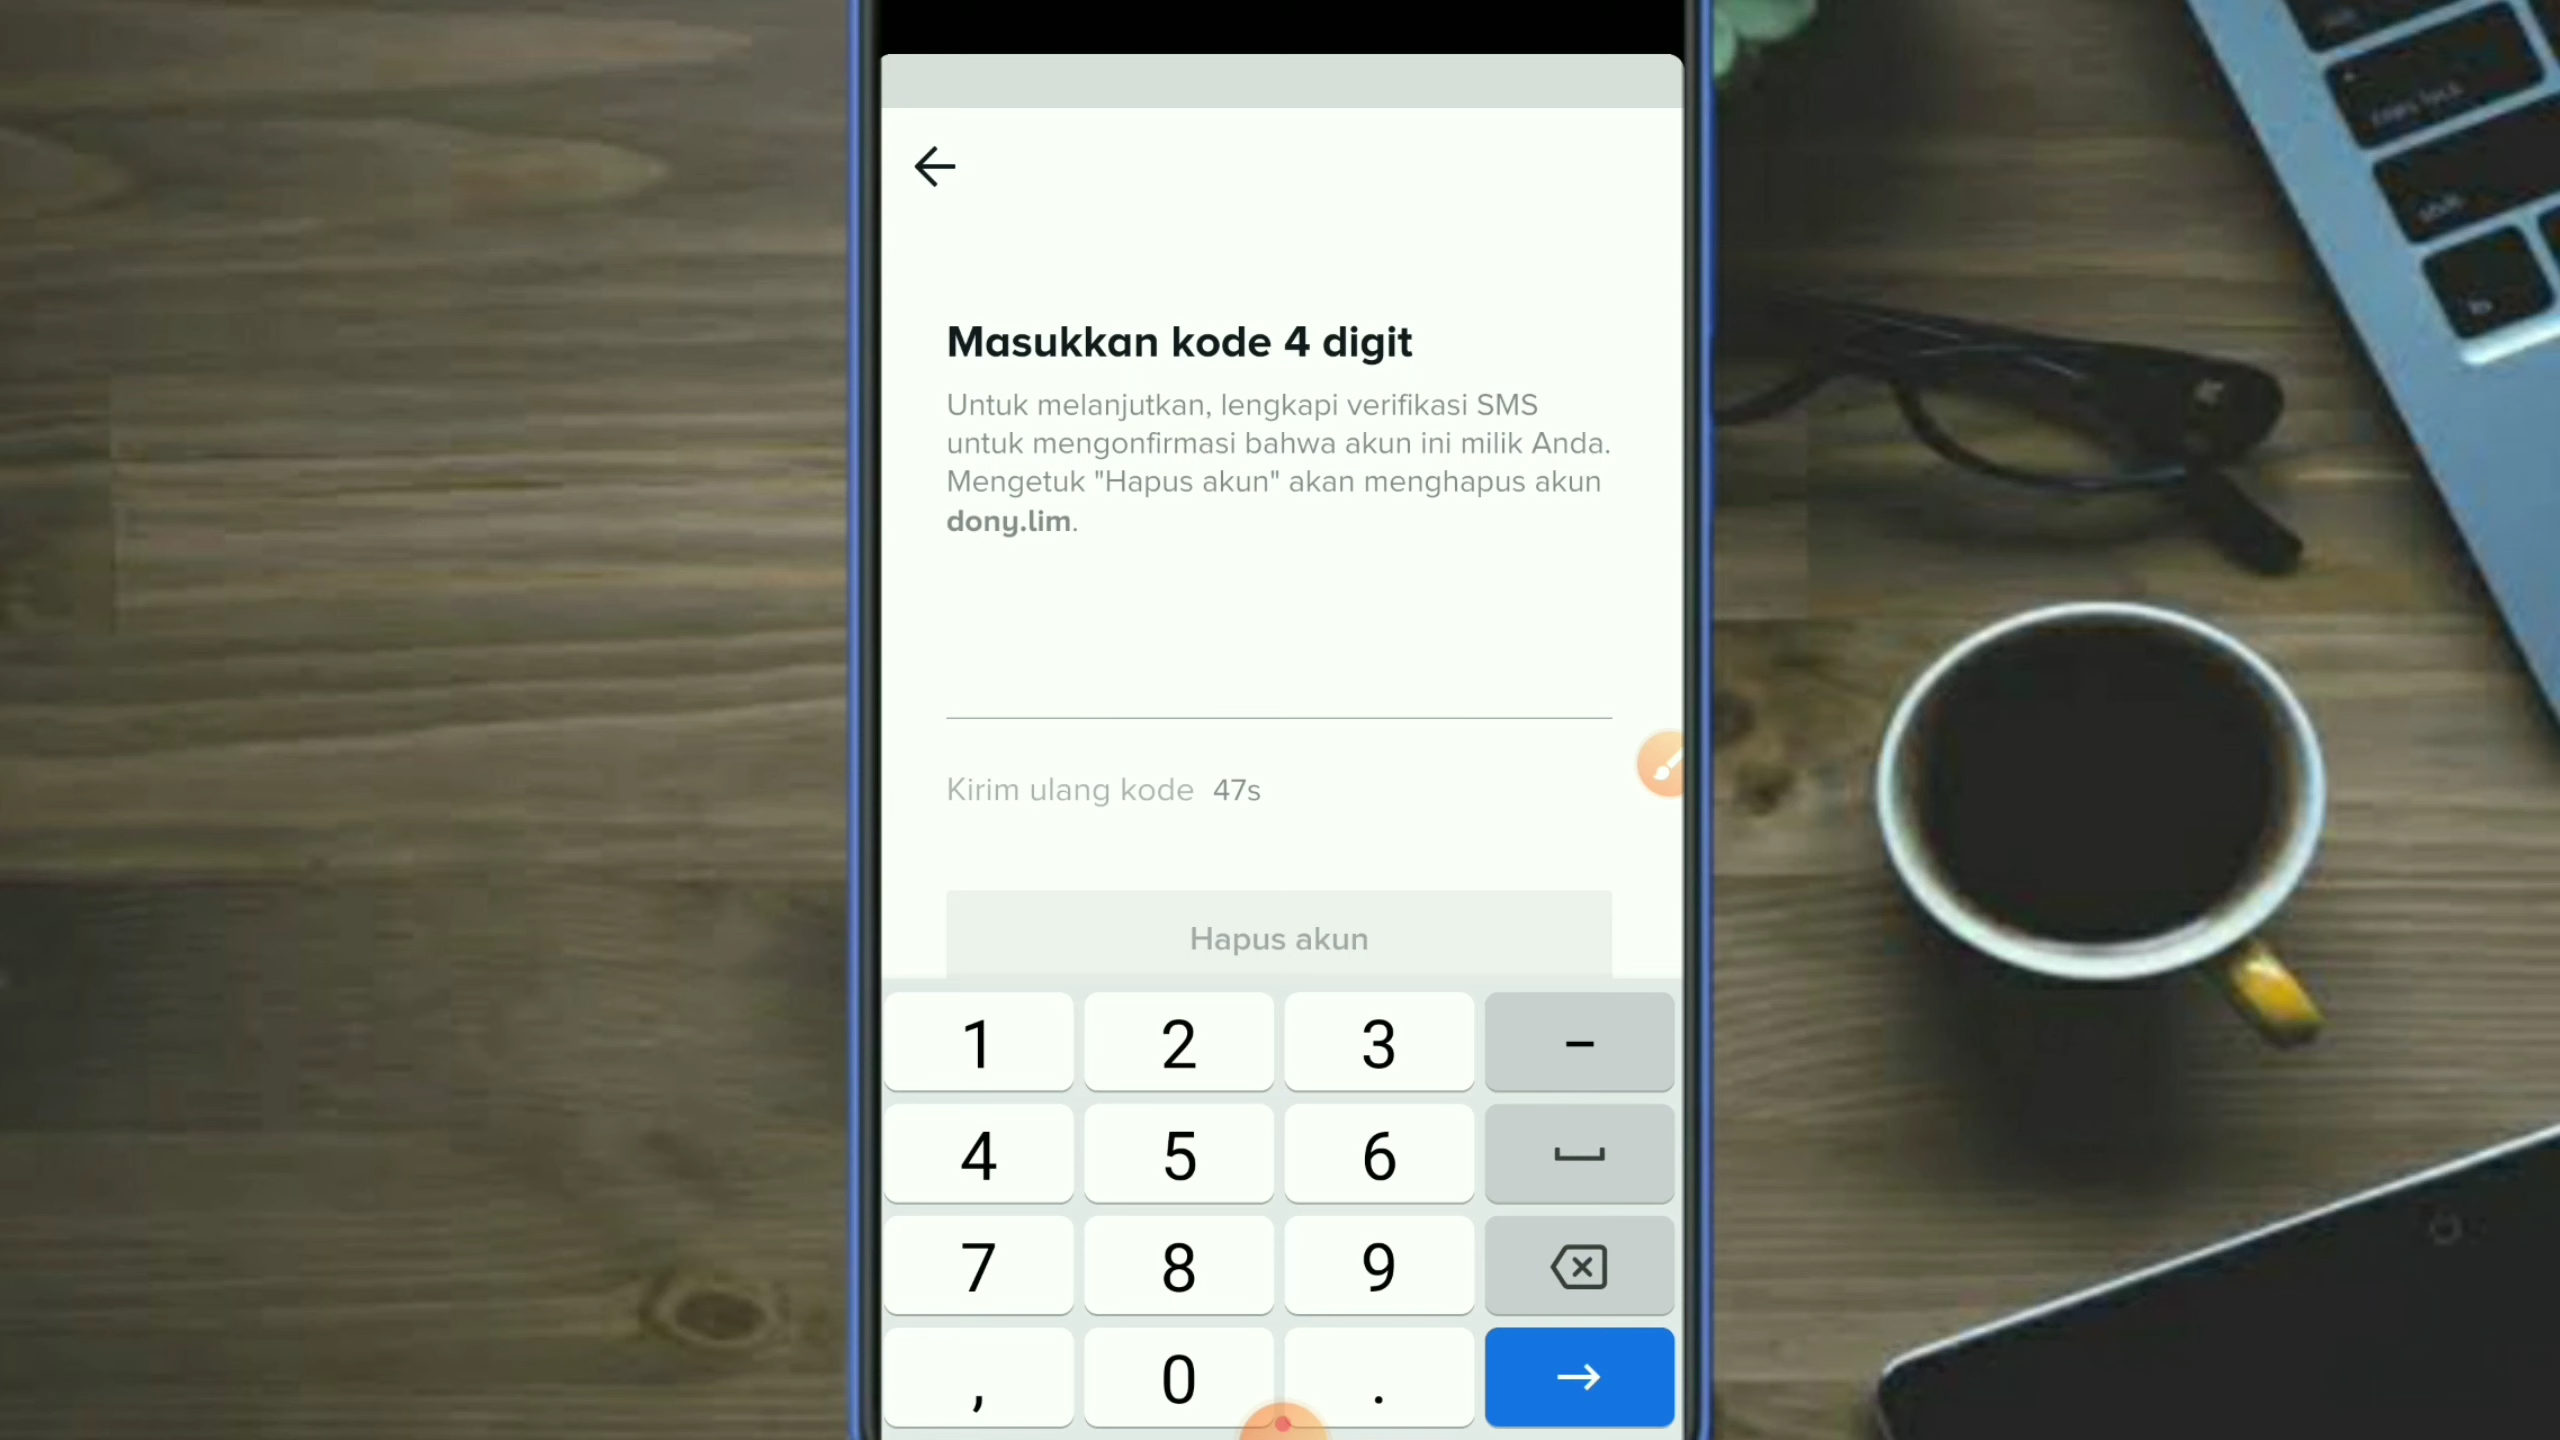 Masukkan kode 4 digit
Untuk melanjutkan, lengkapi verifikasi SMS
untuk mengonfirmasi bahwa akun ini milik Anda.
Mengetuk "Hapus akun" akan menghapus akun
dony.lim.
Kirim ulang kode 47s
Hapus akun
1 2 3 –
4 5 6
7 8 9
, 0 .